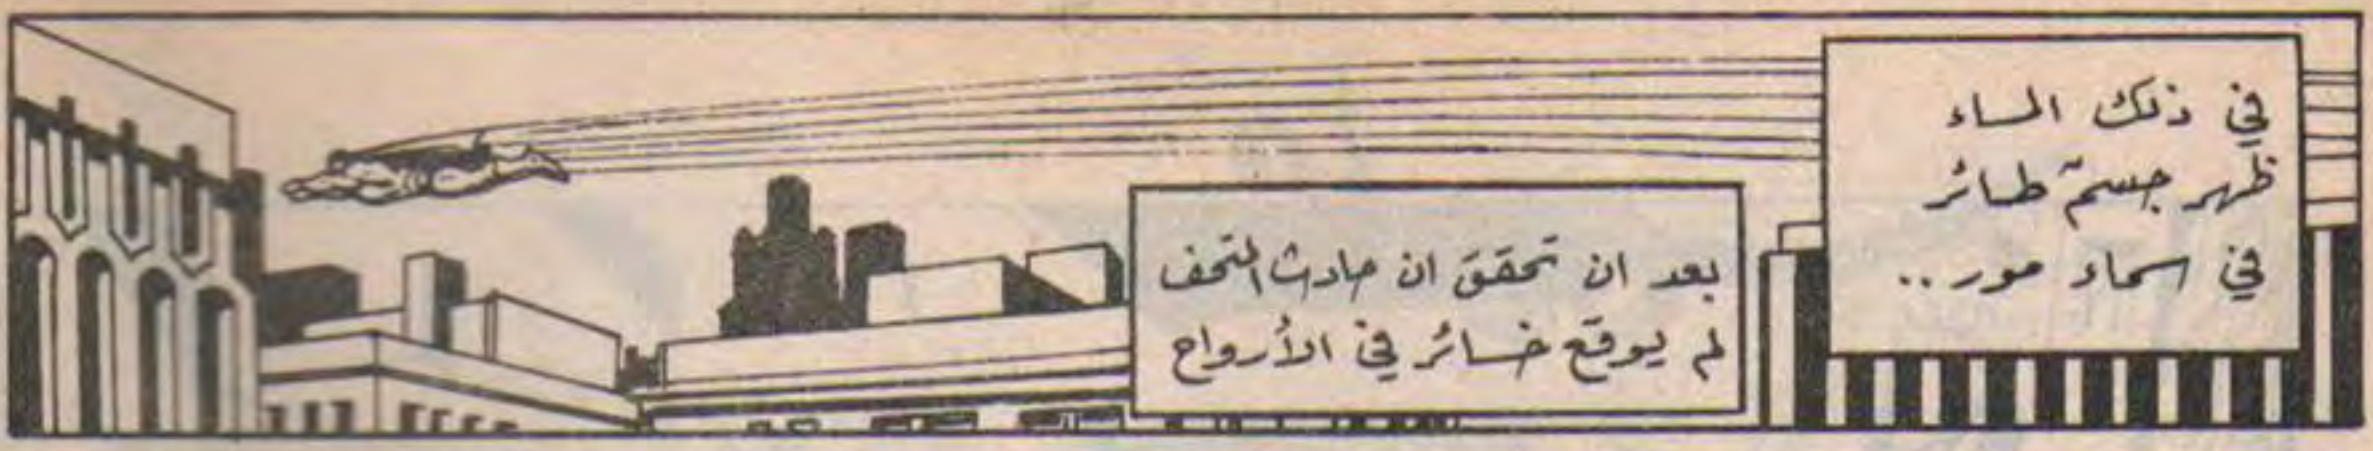 في ذلك المساء
ظهر جسمٌ طائر
في سماء مور..
بعد ان تحققَ ان حادث المتحف
لم يوقع خسائر في الأرواح